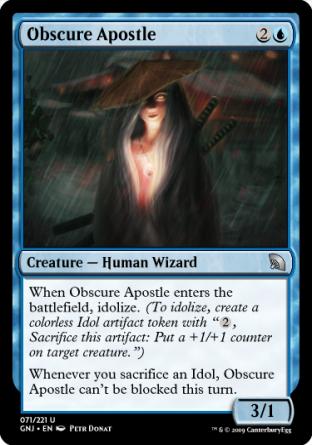 Obscure Apostle 2
Creature — Human Wizard
When Obscure Apostle enters the
battlefield, idolize. (To idolize, create a
colorless Idol artifact token with “2,
Sacrifice this artifact: Put a +1/+1 counter
on target creature.”)
Whenever you sacrifice an Idol, Obscure
Apostle can't be blocked this turn.
3/1
071/221 U
GNJ • EN Petr Donat
™ & © 2019 CanterburyEgg